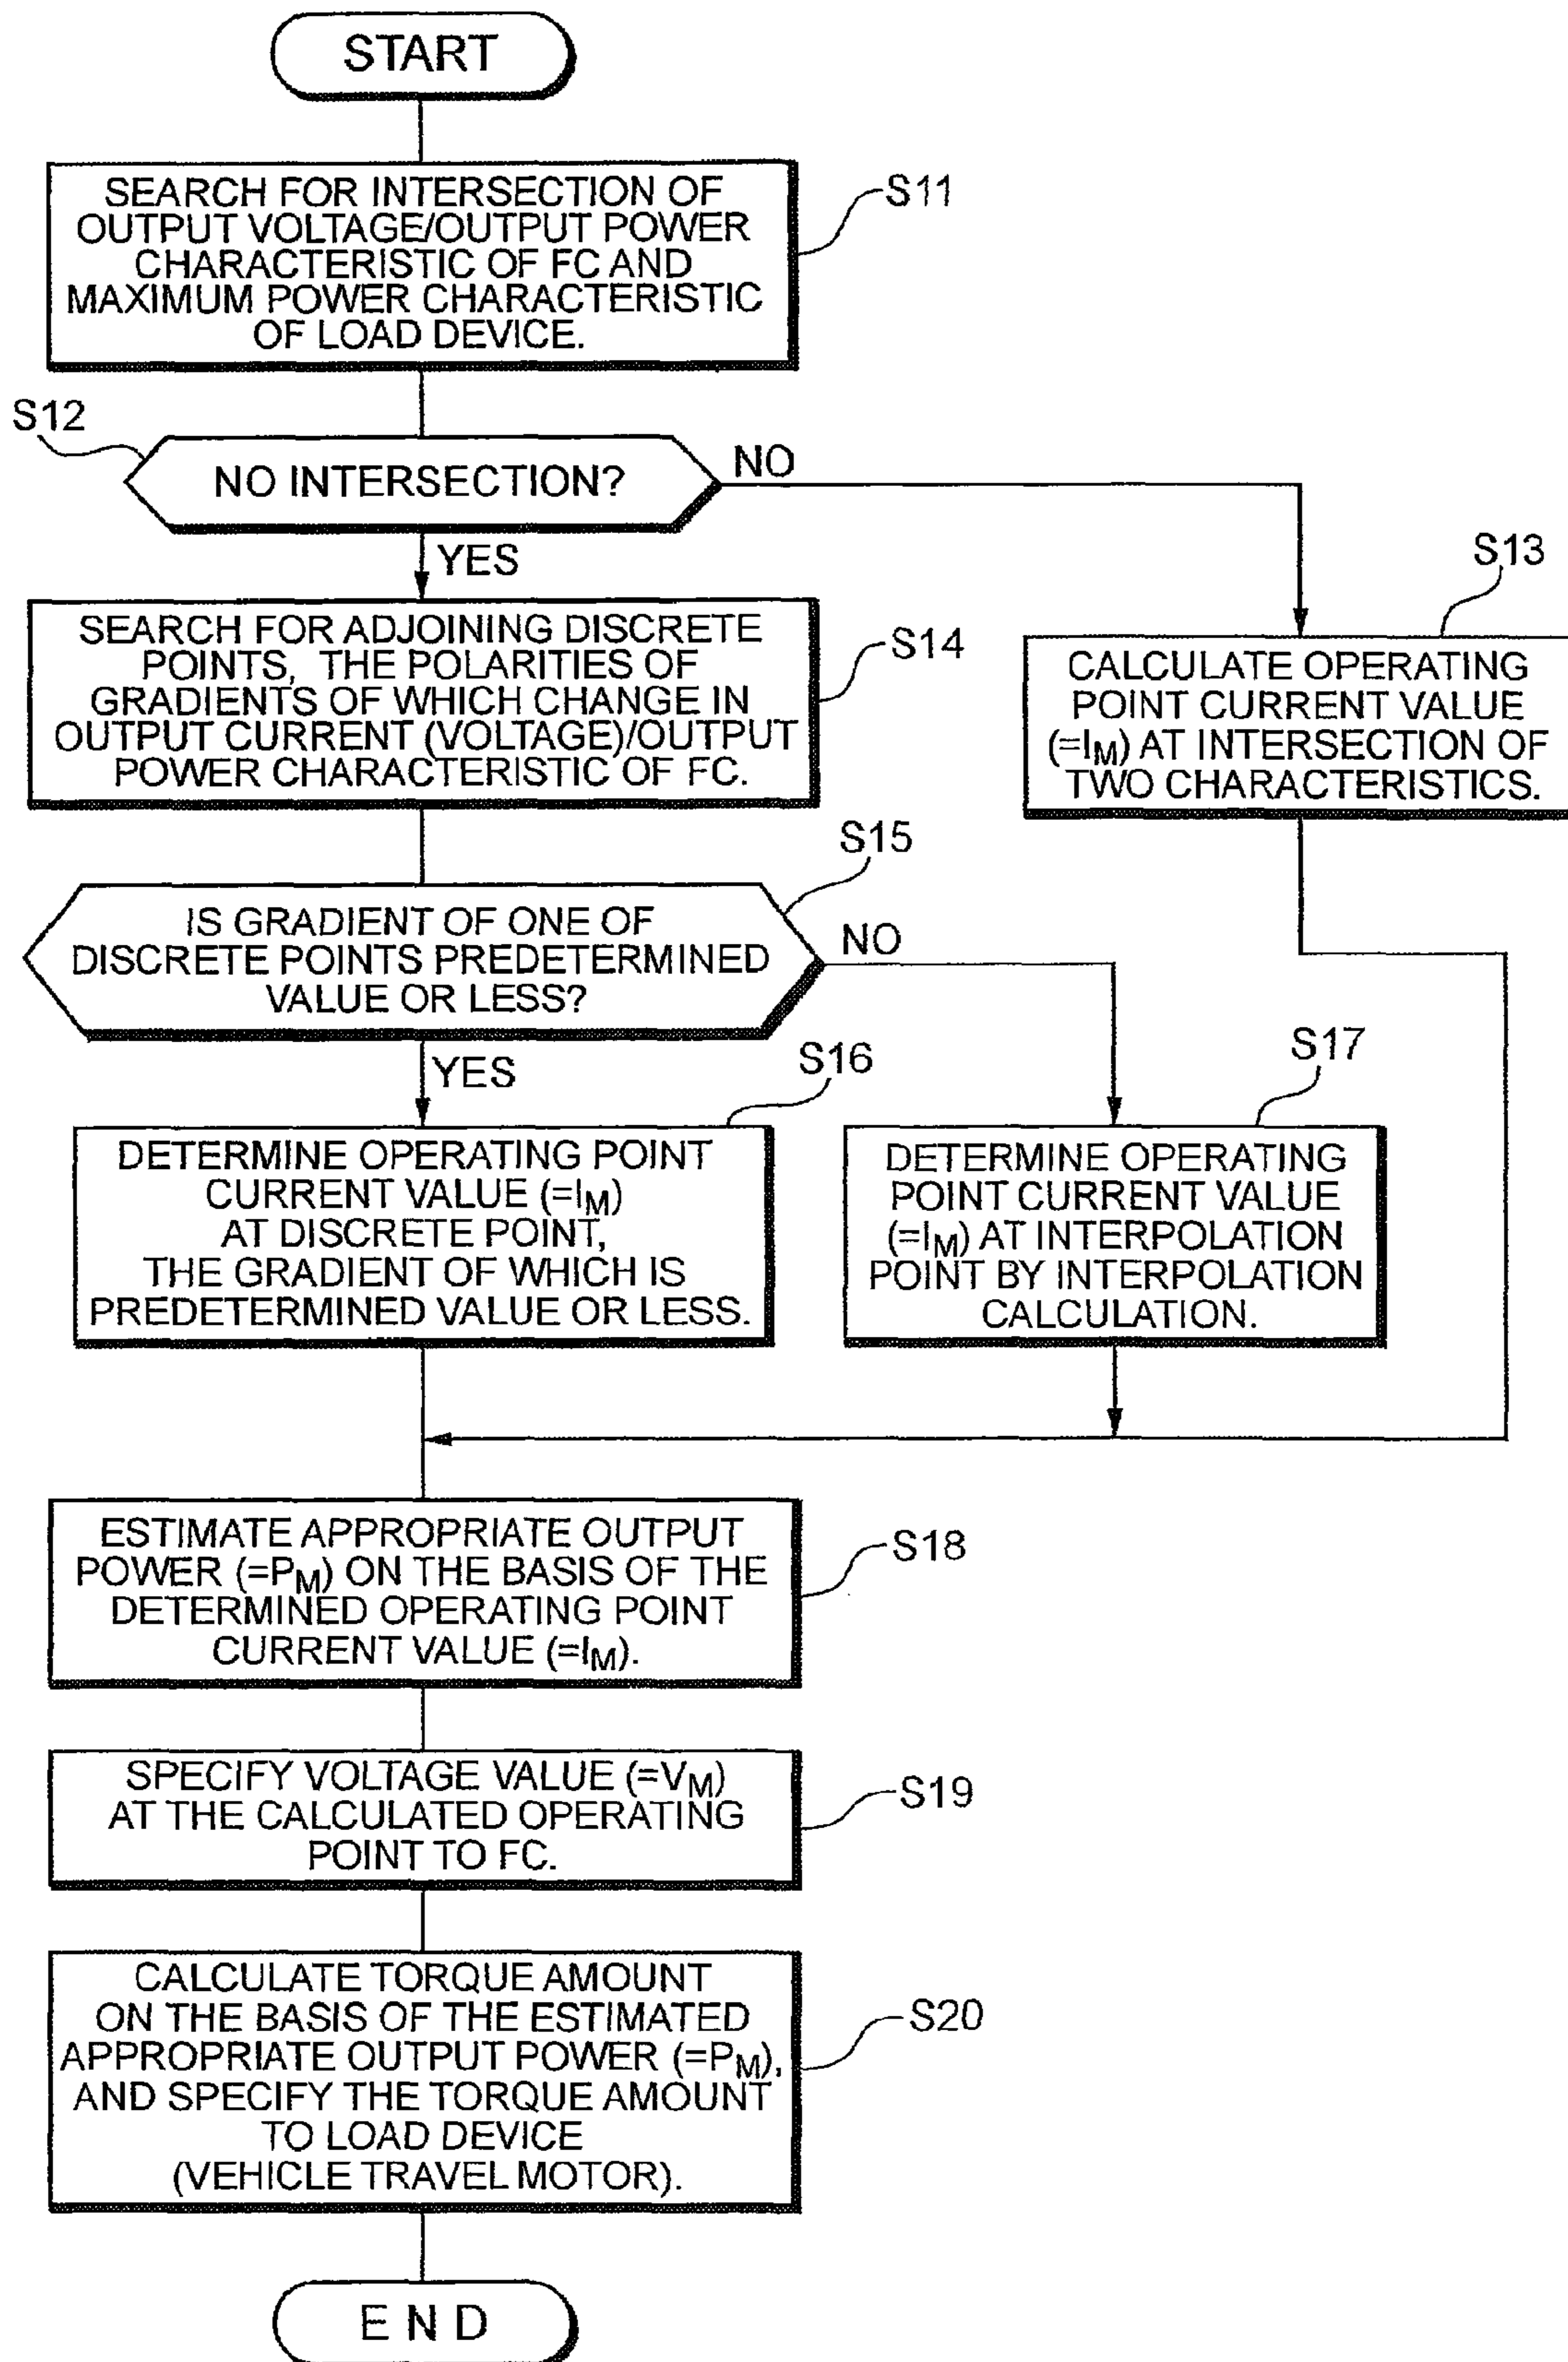 START
SEARCH FOR INTERSECTION OF
OUTPUT VOLTAGE/OUTPUT POWER
CHARACTERISTIC OF FC AND
MAXIMUM POWER CHARACTERISTIC
OF LOAD DEVICE.
S11
S12
NO INTERSECTION?
NO
YES
S13
CALCULATE OPERATING
POINT CURRENT VALUE
(=IM) AT INTERSECTION OF
TWO CHARACTERISTICS.
SEARCH FOR ADJOINING DISCRETE
POINTS, THE POLARITIES OF
GRADIENTS OF WHICH CHANGE IN
OUTPUT CURRENT (VOLTAGE)/OUTPUT
POWER CHARACTERISTIC OF FC.
S14
S15
IS GRADIENT OF ONE OF
DISCRETE POINTS PREDETERMINED
VALUE OR LESS?
NO
YES
S16
DETERMINE OPERATING POINT
CURRENT VALUE (=IM)
AT DISCRETE POINT,
THE GRADIENT OF WHICH IS
PREDETERMINED VALUE OR LESS.
S17
DETERMINE OPERATING
POINT CURRENT VALUE
(=IM) AT INTERPOLATION
POINT BY INTERPOLATION
CALCULATION.
ESTIMATE APPROPRIATE OUTPUT
POWER (=PM) ON THE BASIS OF THE
DETERMINED OPERATING POINT
CURRENT VALUE (=IM).
S18
SPECIFY VOLTAGE VALUE (=VM)
AT THE CALCULATED OPERATING
POINT TO FC.
S19
CALCULATE TORQUE AMOUNT
ON THE BASIS OF THE ESTIMATED
APPROPRIATE OUTPUT POWER (=PM),
AND SPECIFY THE TORQUE AMOUNT
TO LOAD DEVICE
(VEHICLE TRAVEL MOTOR).
S20
END